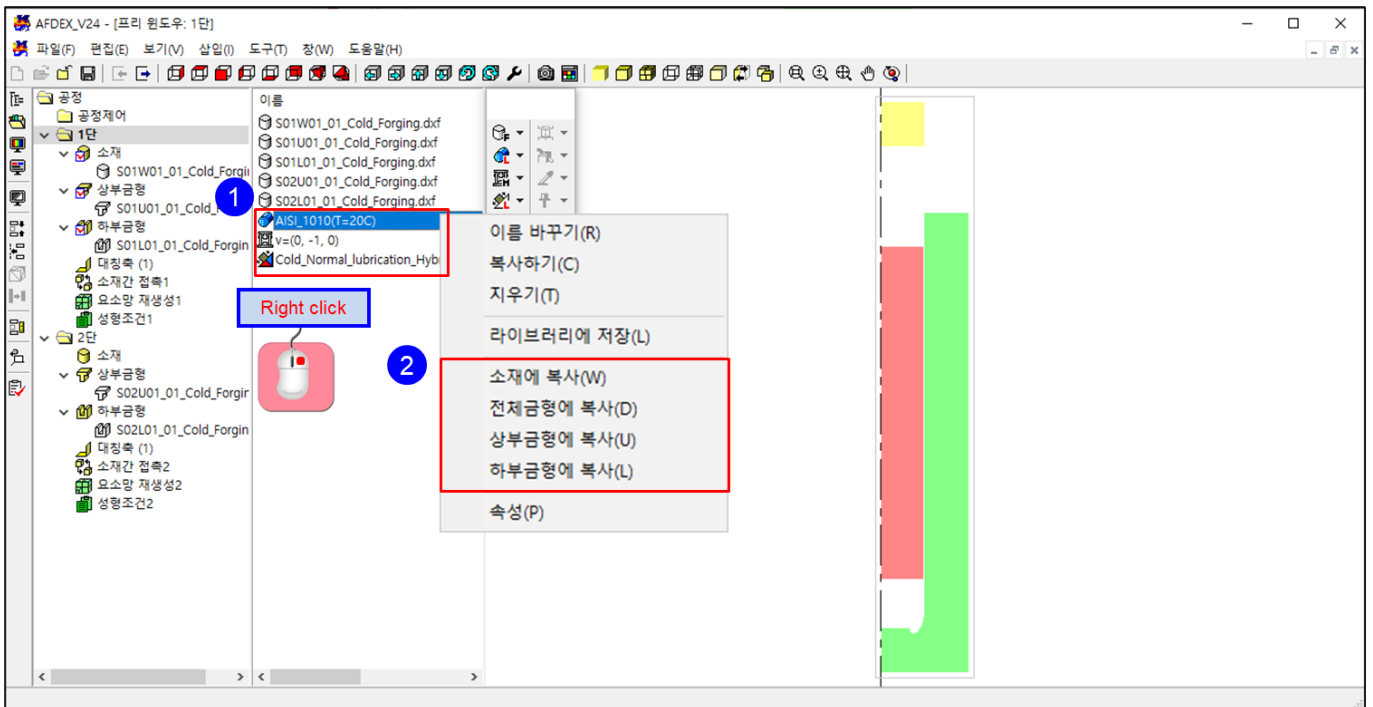 AFDEX_V24 - [프리 윈도우: 1단]
파일(F) 편집(E) 보기(V) 삽입(I) 도구(T) 창(W) 도움말(H)
공정
공정제어
1단
소재
S01W01_01_Cold_Forgi
상부금형
S01U01_01_Cold_
하부금형
S01L01_01_Cold_Forgin
대칭축 (1)
소재간 접촉1
요소망 재생성1
성형조건1
2단
소재
상부금형
S02U01_01_Cold_Forgir
하부금형
S02L01_01_Cold_Forgin
대칭축 (1)
소재간 접촉2
요소망 재생성2
성형조건2
이름
S01W01_01_Cold_Forging.dxf
S01U01_01_Cold_Forging.dxf
S01L01_01_Cold_Forging.dxf
S02U01_01_Cold_Forging.dxf
S02L01_01_Cold_Forging.dxf
1
AISI_1010(T=20C)
v=(0, -1, 0)
Cold_Normal_lubrication_Hyb
Right click
2
이름 바꾸기(R)
복사하기(C)
지우기(T)
라이브러리에 저장(L)
소재에 복사(W)
전체금형에 복사(D)
상부금형에 복사(U)
하부금형에 복사(L)
속성(P)